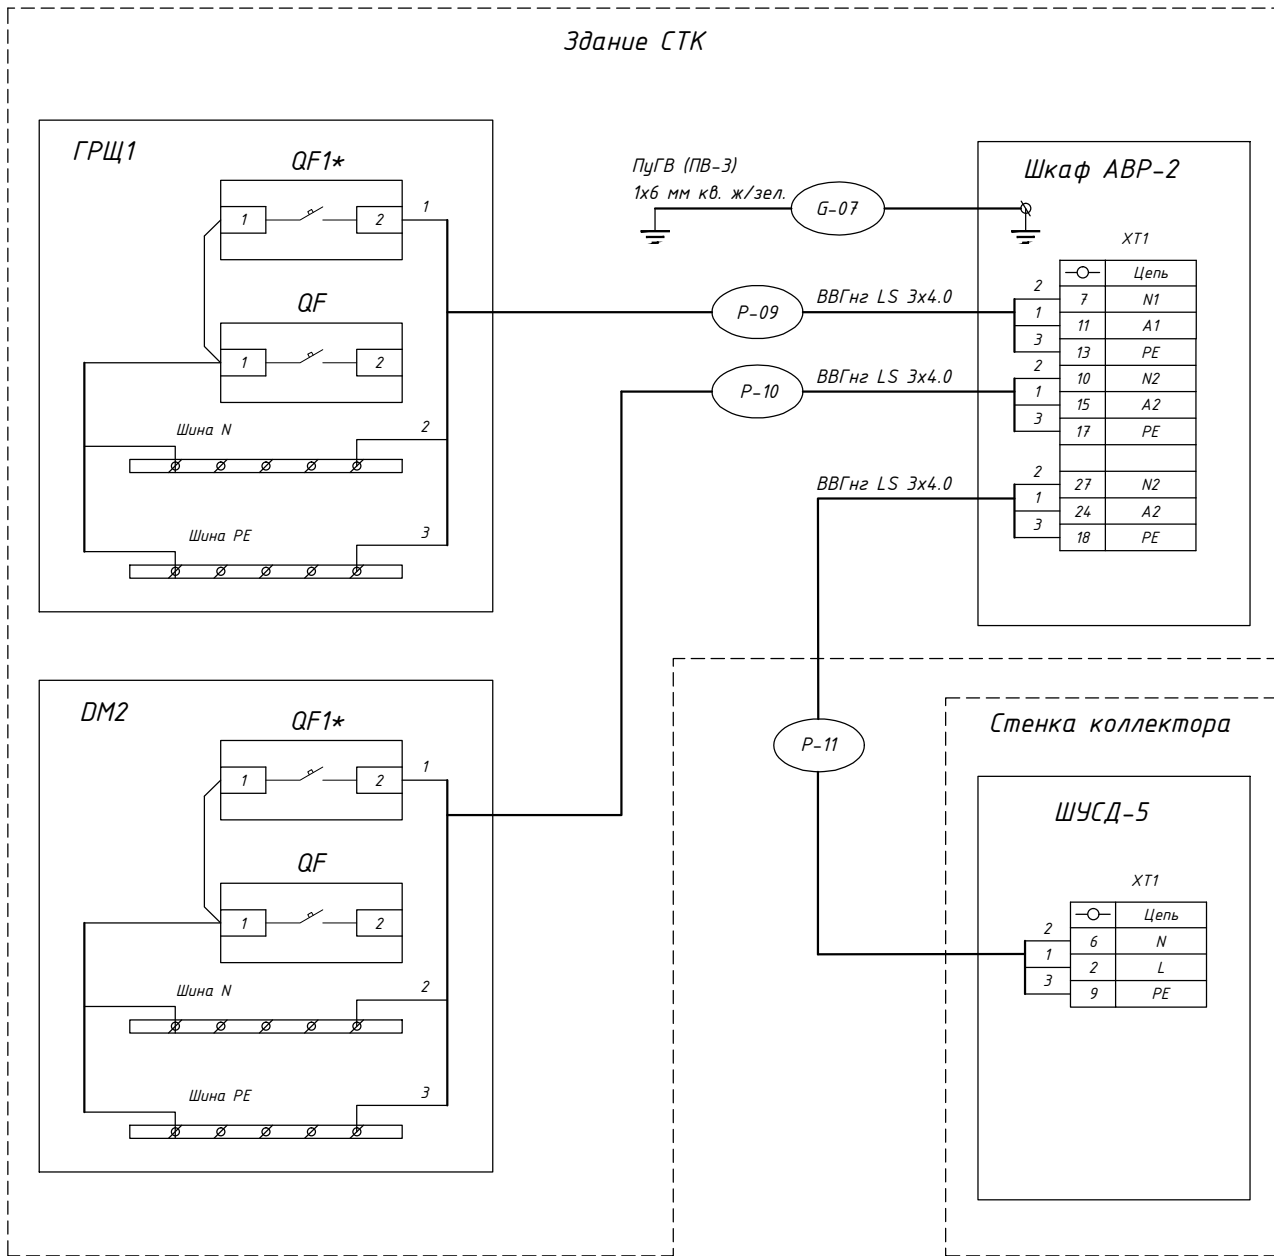 Здание СТК
ГРЩ1
QF1*
1
2
1
QF
1
2
Шина N
2
Шина PE
3
ПуГВ (ПВ-3)
1х6 мм кв. ж/зел.
G-07
P-09
ВВГнг LS 3х4.0
P-10
ВВГнг LS 3х4.0
ВВГнг LS 3х4.0
P-11
Шкаф АВР-2
XT1
Цепь
2 7 N1
1 11 A1
3 13 PE
2 10 N2
1 15 A2
3 17 PE
2 27 N2
1 24 A2
3 18 PE
DM2
QF1*
1
2
1
QF
1
2
Шина N
2
Шина PE
3
Стенка коллектора
ШУСД-5
XT1
Цепь
2 6 N
1 2 L
3 9 PE